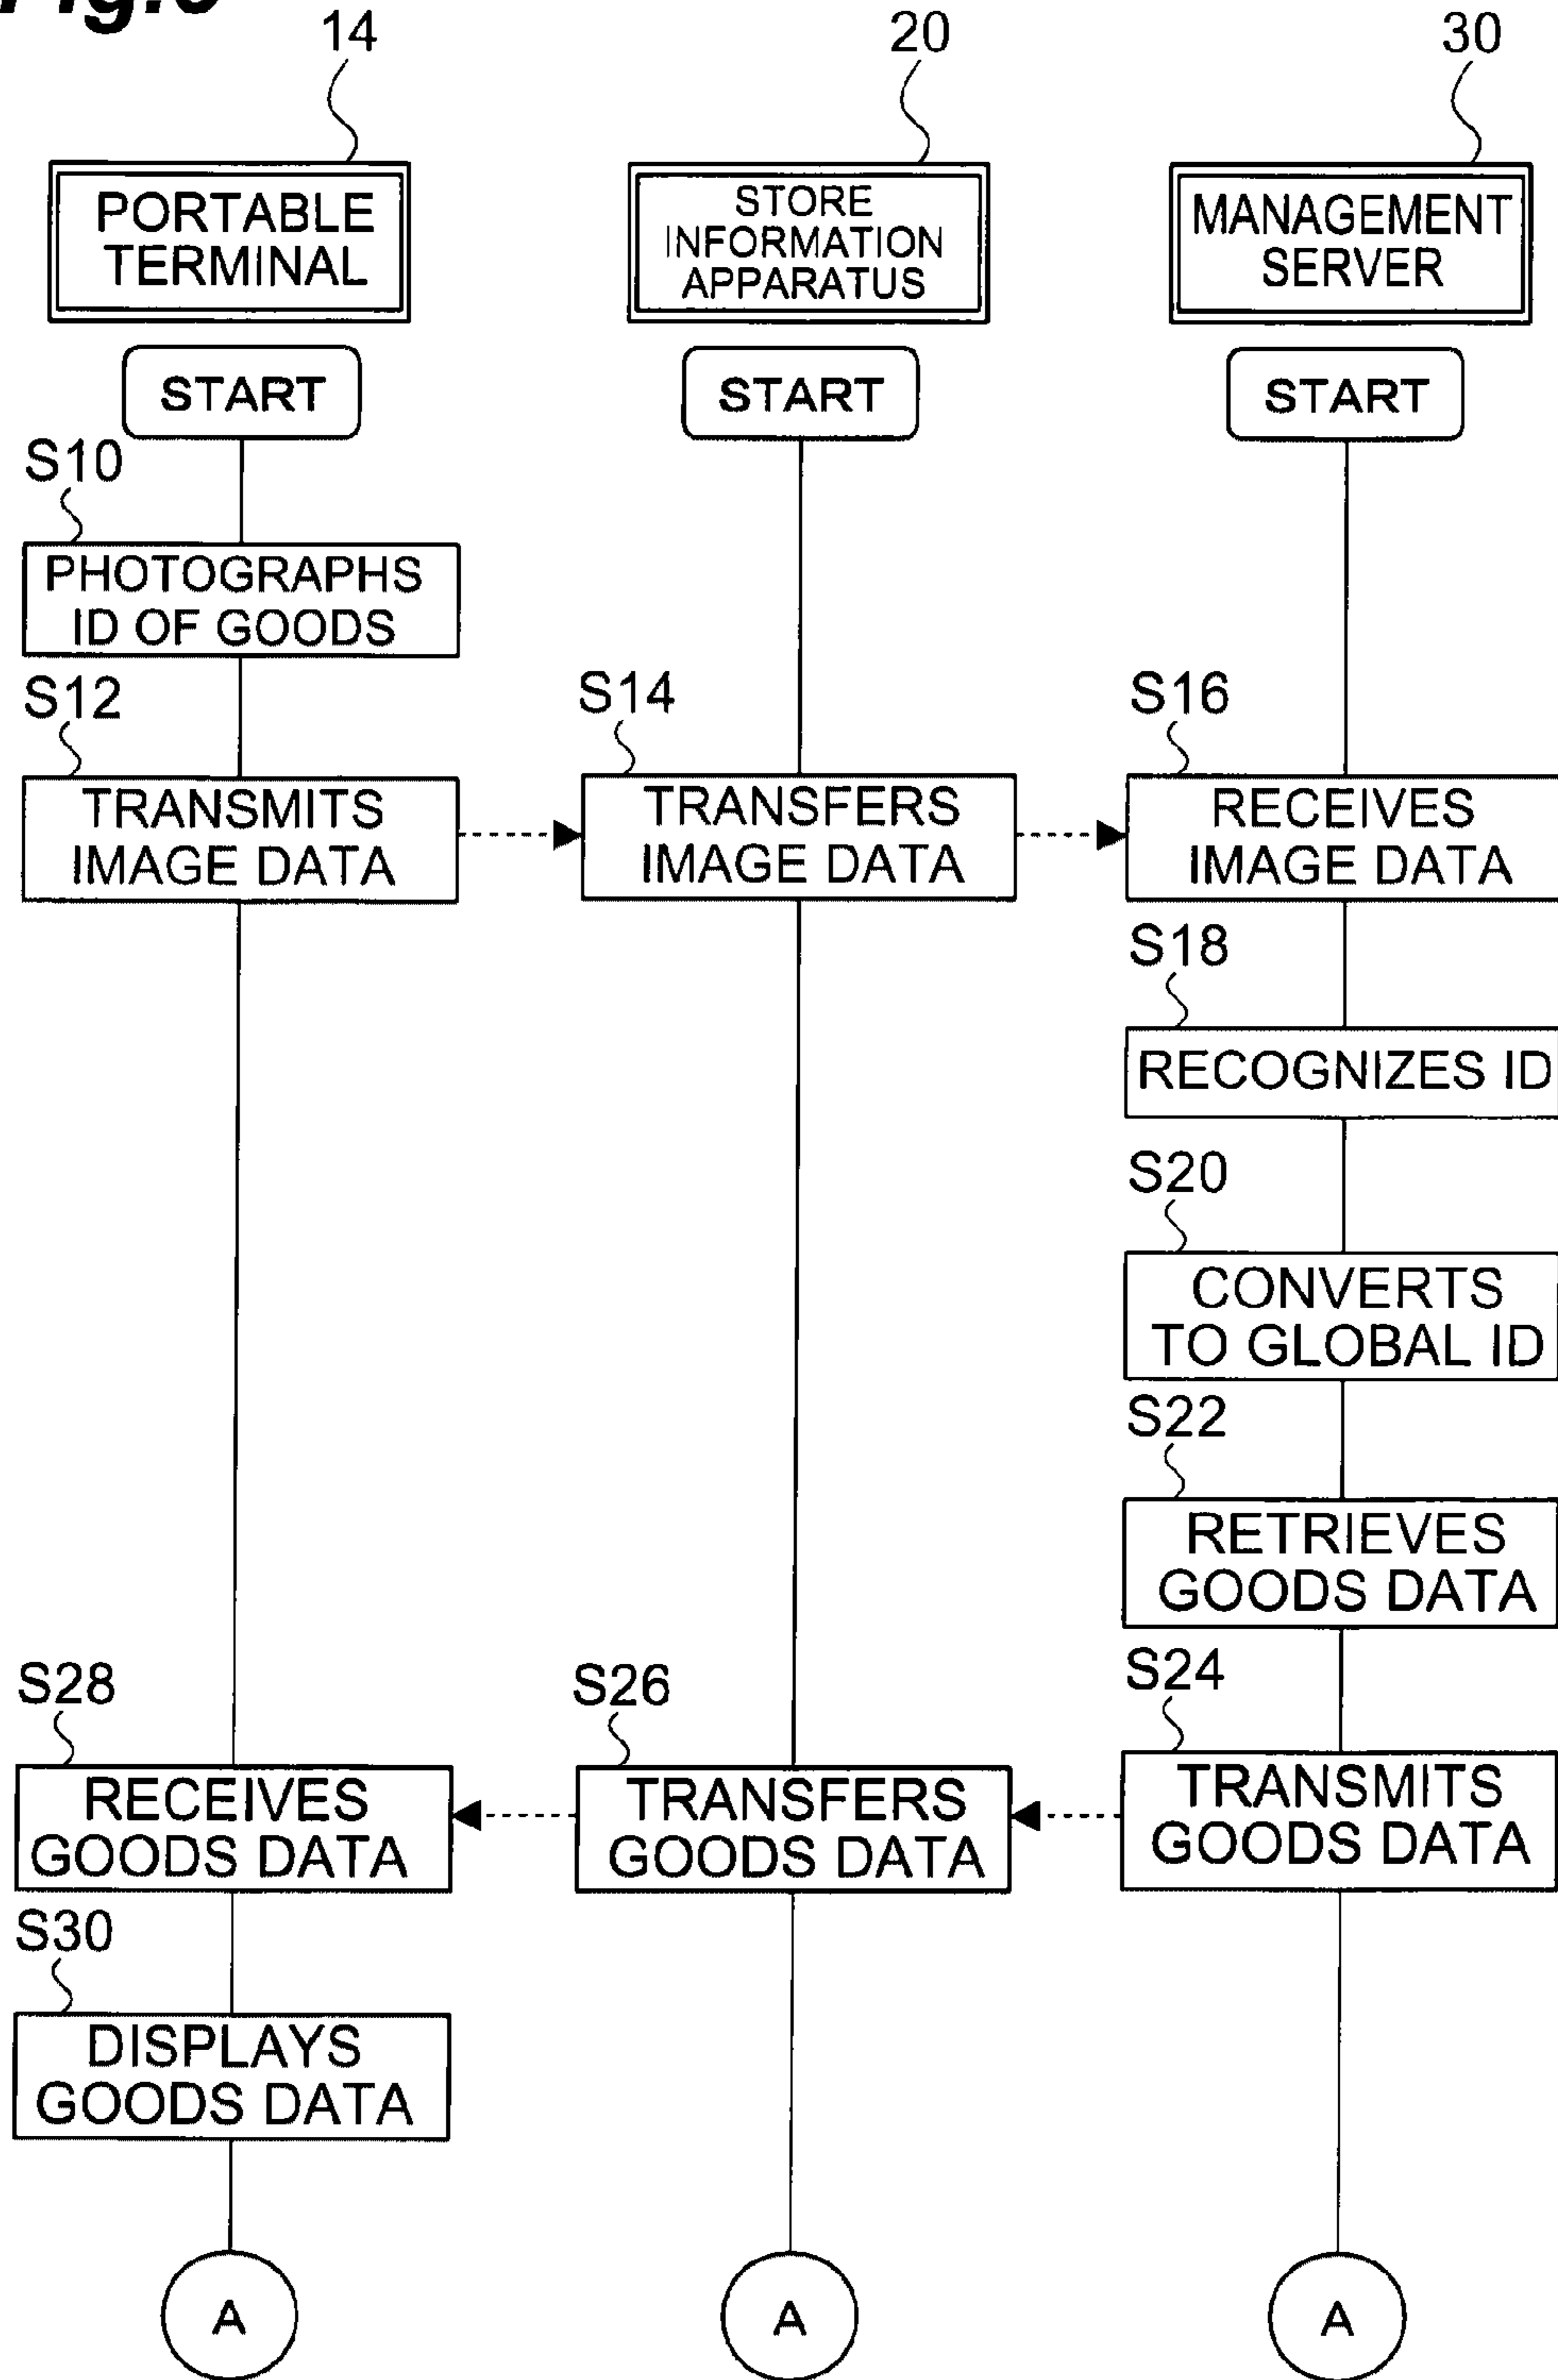 14
20
30
PORTABLE
TERMINAL
STORE
INFORMATION
APPARATUS
MANAGEMENT
SERVER
START
START
START
S10
PHOTOGRAPHS
ID OF GOODS
S12
S14
S16
TRANSMITS
IMAGE DATA
TRANSFERS
IMAGE DATA
RECEIVES
IMAGE DATA
S18
RECOGNIZES ID
S20
CONVERTS
TO GLOBAL ID
S22
RETRIEVES
GOODS DATA
S28
S26
S24
RECEIVES
GOODS DATA
TRANSFERS
GOODS DATA
TRANSMITS
GOODS DATA
S30
DISPLAYS
GOODS DATA
A
A
A